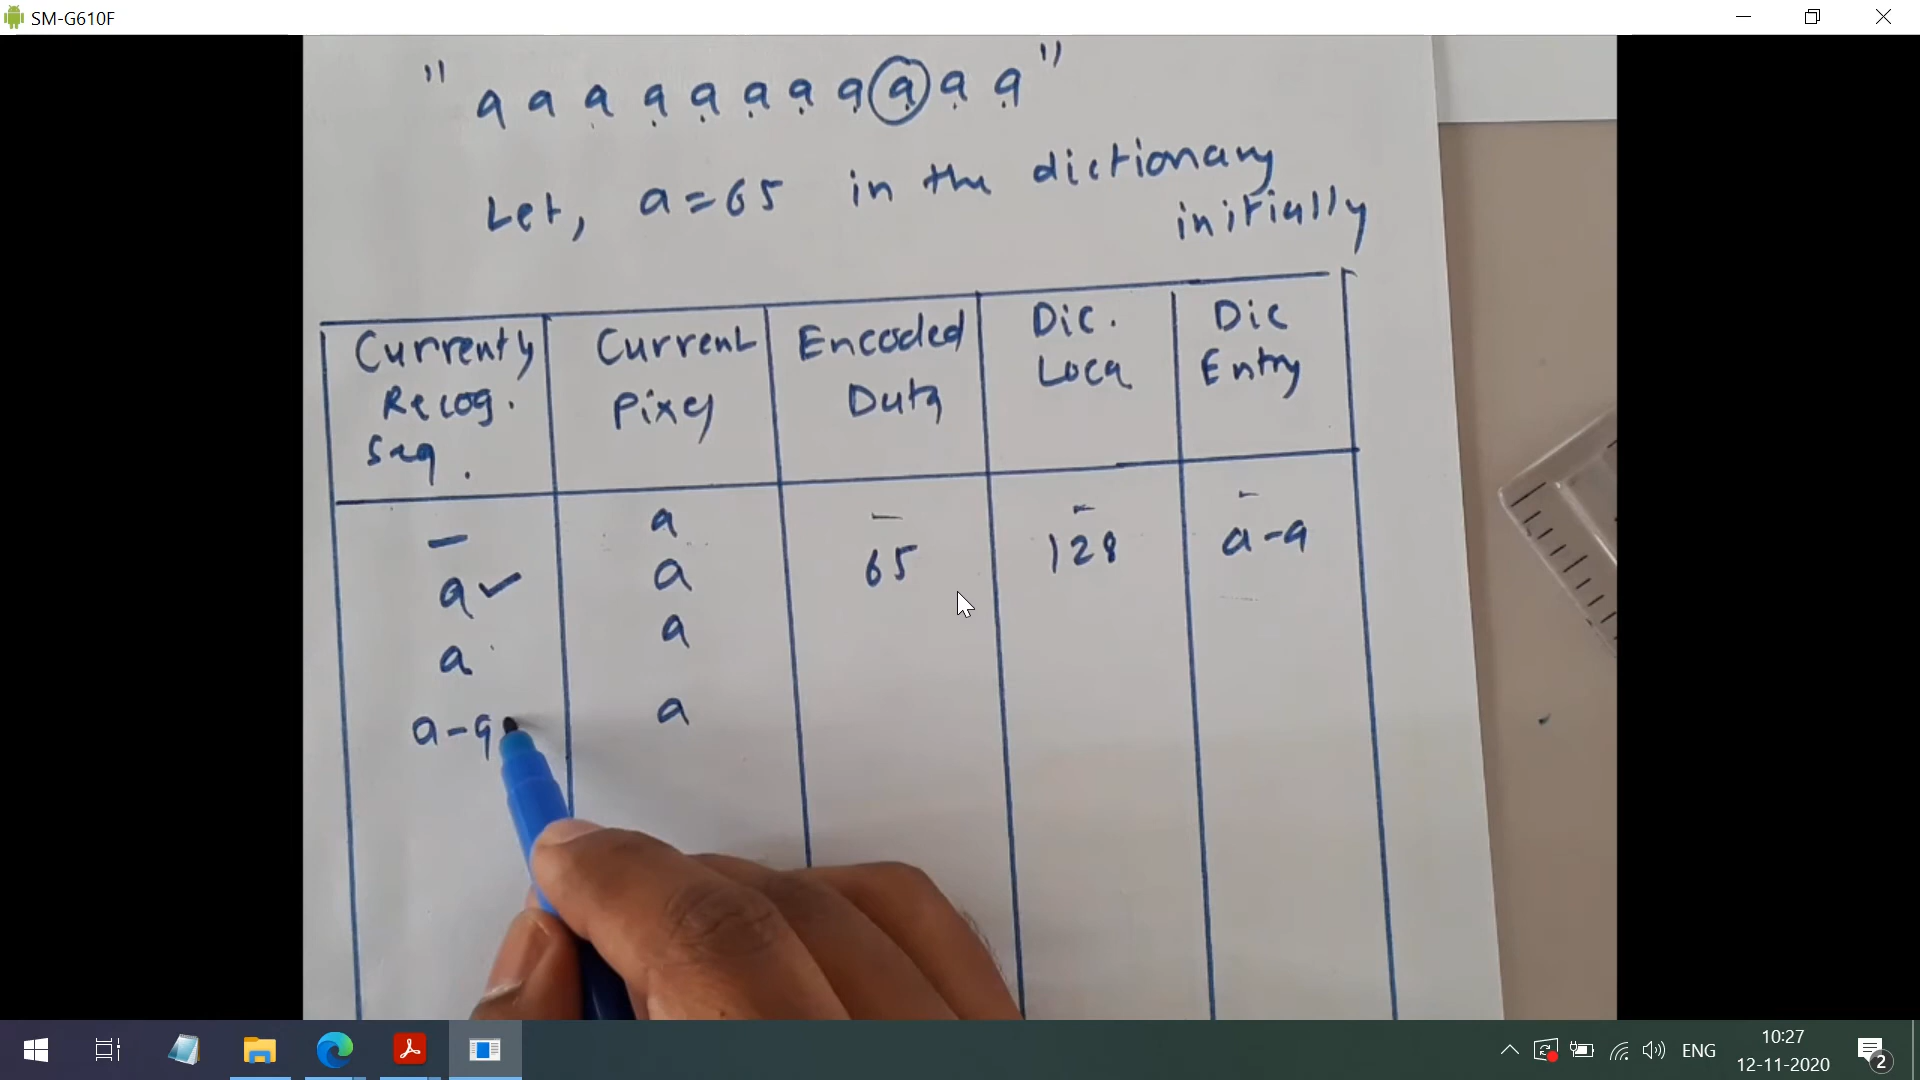 SM-G610F
" a a a a a a a a a a a "
Let, a=65 in the dictionary
initially
Currently Recog. Seq.
Current Pixel
Encoded Data
Dic. Loca
Dic Entry
- a - - -
a ✓ a 65 128 a-a
a a
a-a a
ENG
10:27
12-11-2020
2